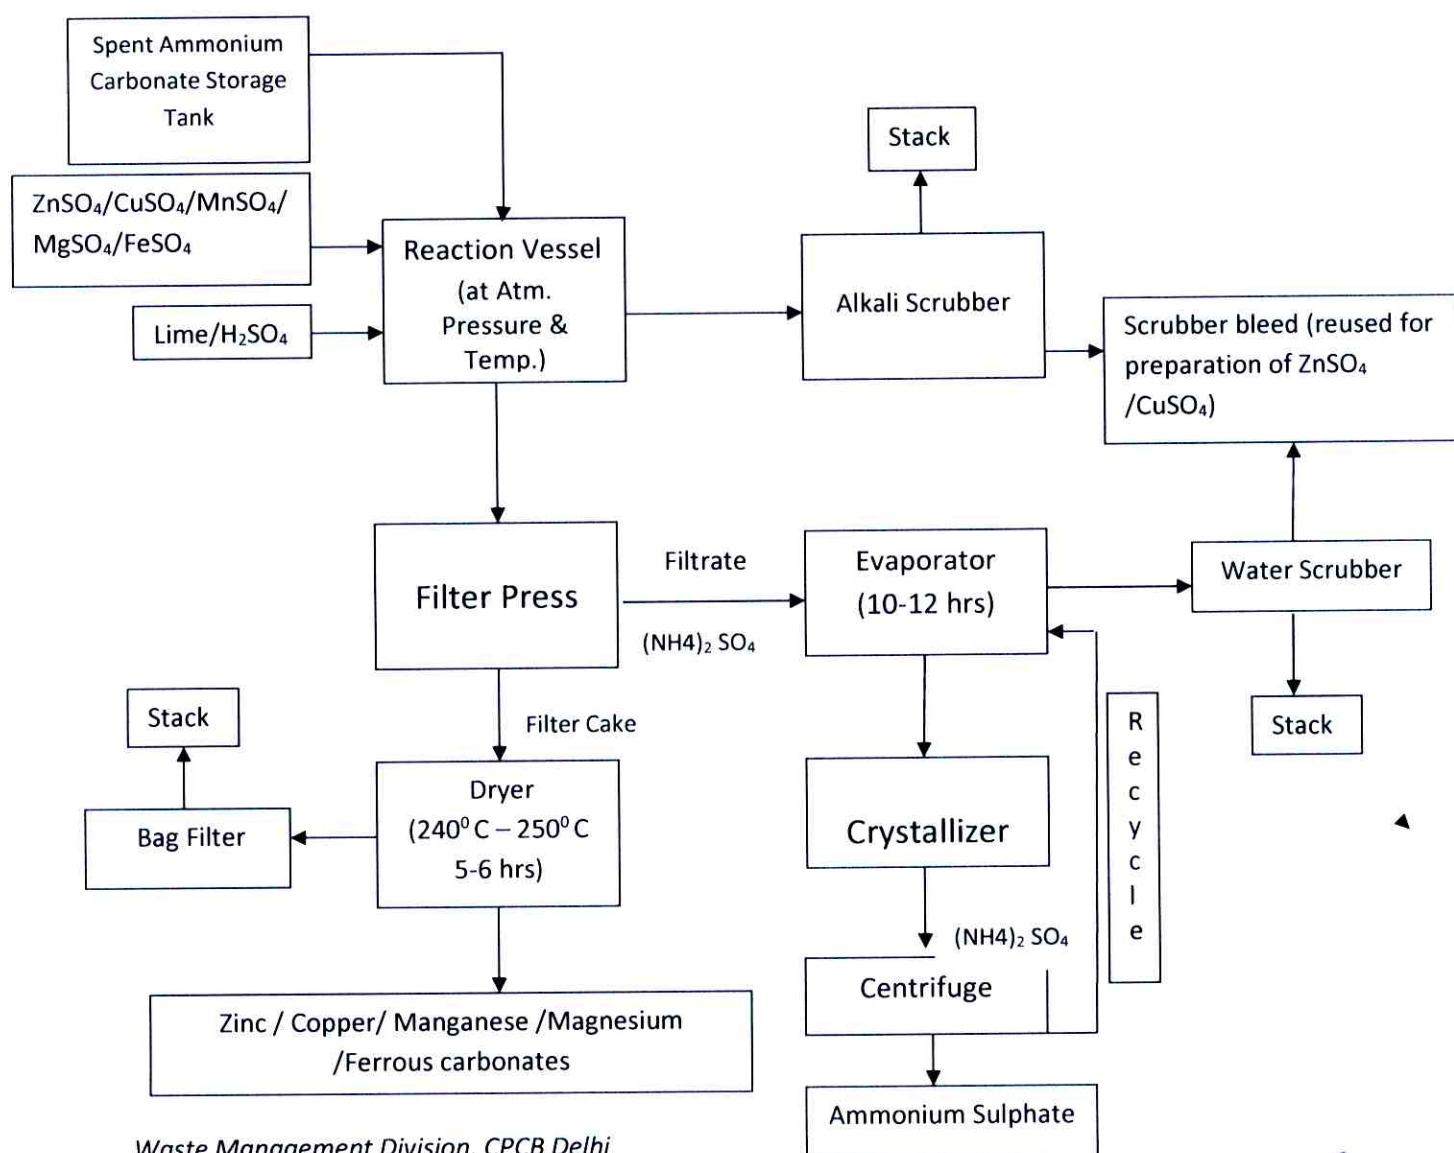 Spent Ammonium
Carbonate Storage
Tank
Stack
ZnSO₄/CuSO₄/MnSO₄/
MgSO₄/FeSO₄
Reaction Vessel
(at Atm.
Pressure &
Temp.)
Alkali Scrubber
Lime/H₂SO₄
Scrubber bleed (reused for
preparation of ZnSO₄
/CuSO₄)
Filter Press
Filtrate
(NH4)₂ SO₄
Evaporator
(10-12 hrs)
Water Scrubber
Stack
Filter Cake
Recycle
Stack
Bag Filter
Dryer
(240⁰ C – 250⁰ C
5-6 hrs)
Crystallizer
(NH4)₂ SO₄
Centrifuge
Zinc / Copper/ Manganese /Magnesium
/Ferrous carbonates
Ammonium Sulphate
Waste Management Division, CPCB Delhi